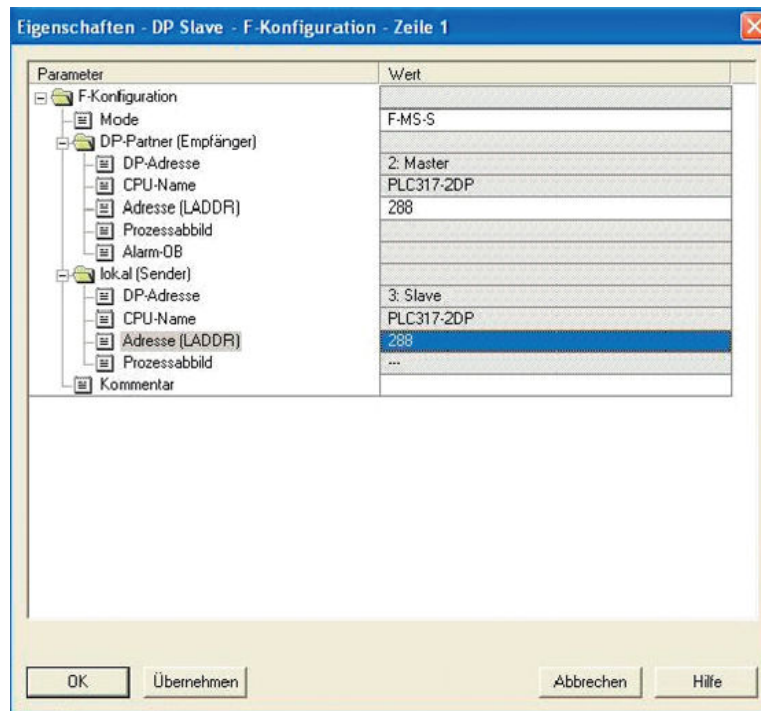 Eigenschaften - DP Slave - F-Konfiguration - Zeile 1
Parameter Wert
F-Konfiguration
Mode F-MS-S
DP-Partner (Empfänger)
DP-Adresse 2: Master
CPU-Name PLC317-2DP
Adresse (LADDR) 288
Prozessabbild
Alarm-OB
lokal (Sender)
DP-Adresse 3: Slave
CPU-Name PLC317-2DP
Adresse (LADDR) 288
Prozessabbild ---
Kommentar
OK Übernehmen Abbrechen Hilfe